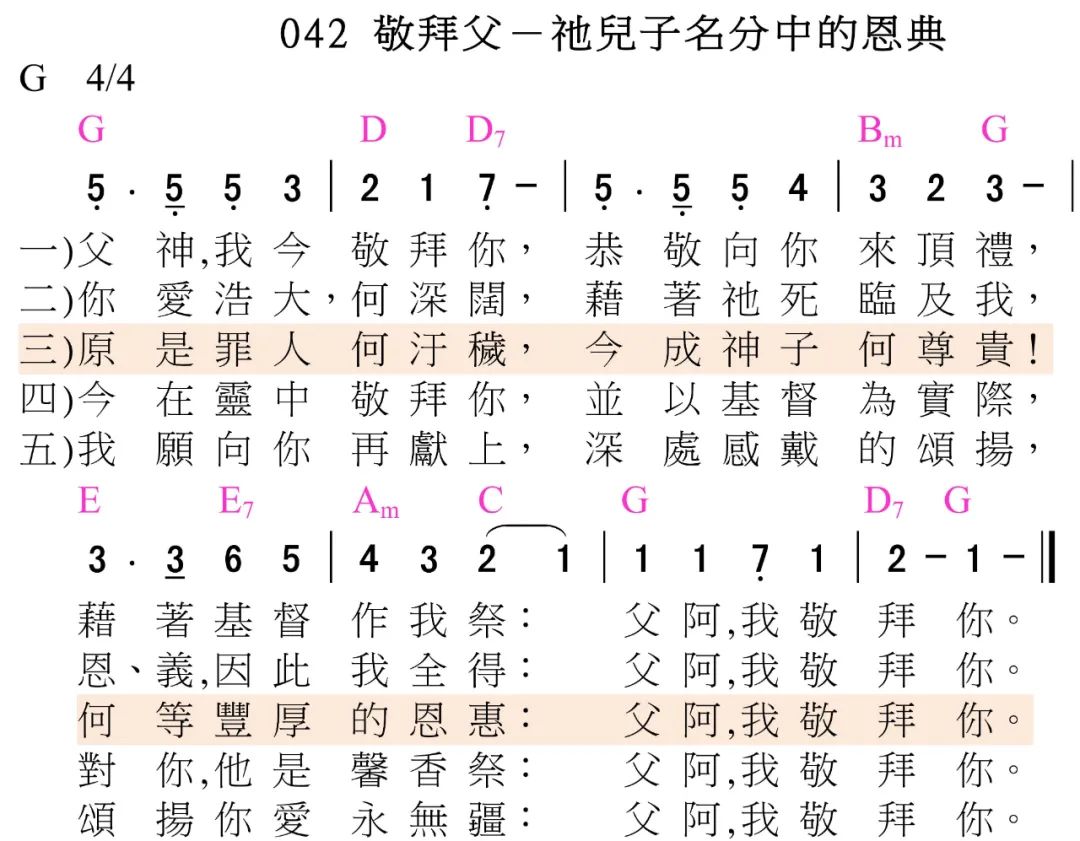 042 敬拜父－祂兒子名分中的恩典
G 4/4
G D D7 Bm G
5 . 5 5 3 | 2 1 7 － | 5 . 5 5 4 | 3 2 3 － |
一)父神,我今敬拜你，恭敬向你來頂禮，
二)你愛浩大，何深闊，藉著祂死臨及我，
三)原是罪人何汙穢，今成神子何尊貴！
四)今在靈中敬拜你，並以基督為實際，
五)我願向你再獻上，深處感戴的頌揚，
E E7 Am C G D7 G
3 . 3 6 5 | 4 3 2 1 | 1 1 7 1 | 2 － 1 － ‖
藉著基督作我祭：父阿,我敬拜你。
恩、義,因此我全得：父阿,我敬拜你。
何等豐厚的恩惠：父阿,我敬拜你。
對你,他是馨香祭：父阿,我敬拜你。
頌揚你愛永無疆：父阿,我敬拜你。